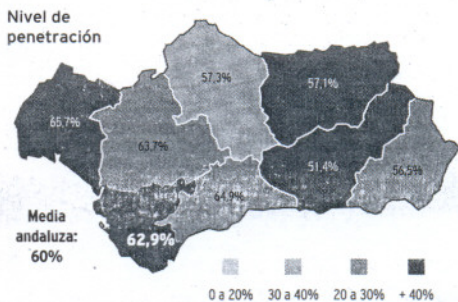 Nivel de
penetración
57,3%
57,1%
65,7%
63,7%
51,4%
56,5%
64,9%
Media
andaluza:
60%
62,9%
0 a 20%
30 a 40%
20 a 30%
+ 40%